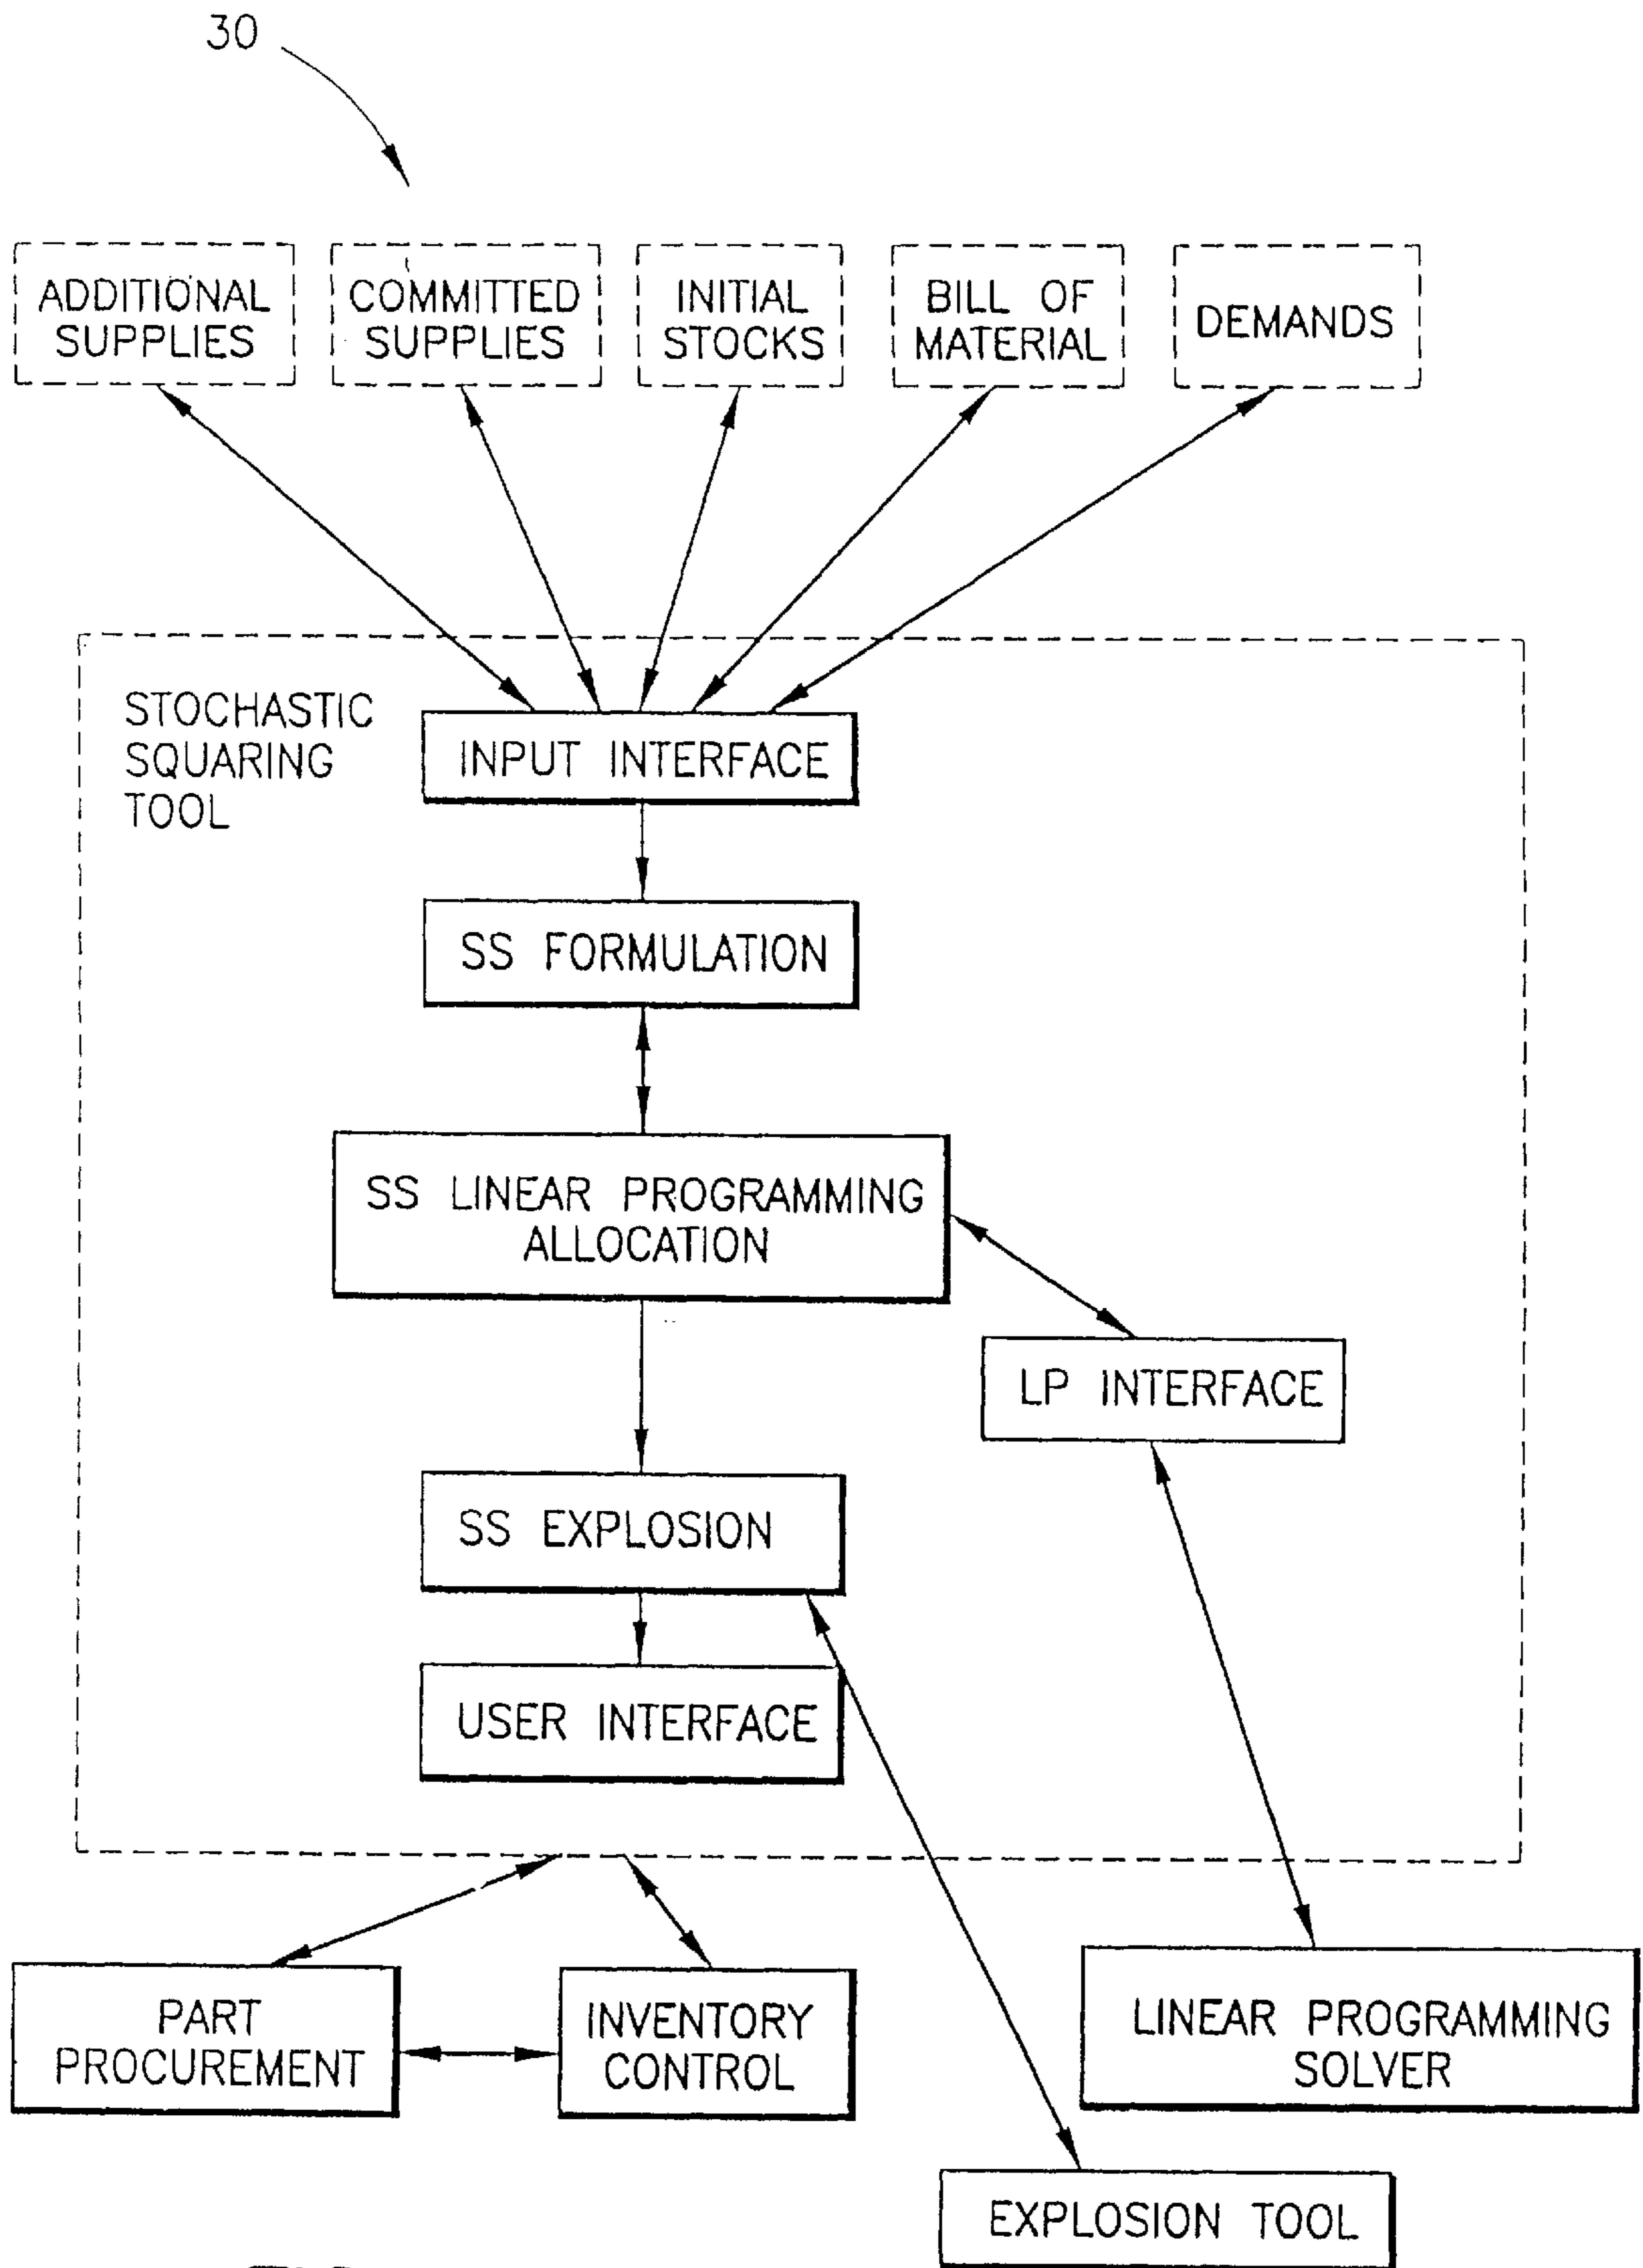 30
ADDITIONAL
SUPPLIES
COMMITTED
SUPPLIES
INITIAL
STOCKS
BILL OF
MATERIAL
DEMANDS
STOCHASTIC
SQUARING
TOOL
INPUT INTERFACE
SS FORMULATION
SS LINEAR PROGRAMMING
ALLOCATION
LP INTERFACE
SS EXPLOSION
USER INTERFACE
PART
PROCUREMENT
INVENTORY
CONTROL
LINEAR PROGRAMMING
SOLVER
EXPLOSION TOOL